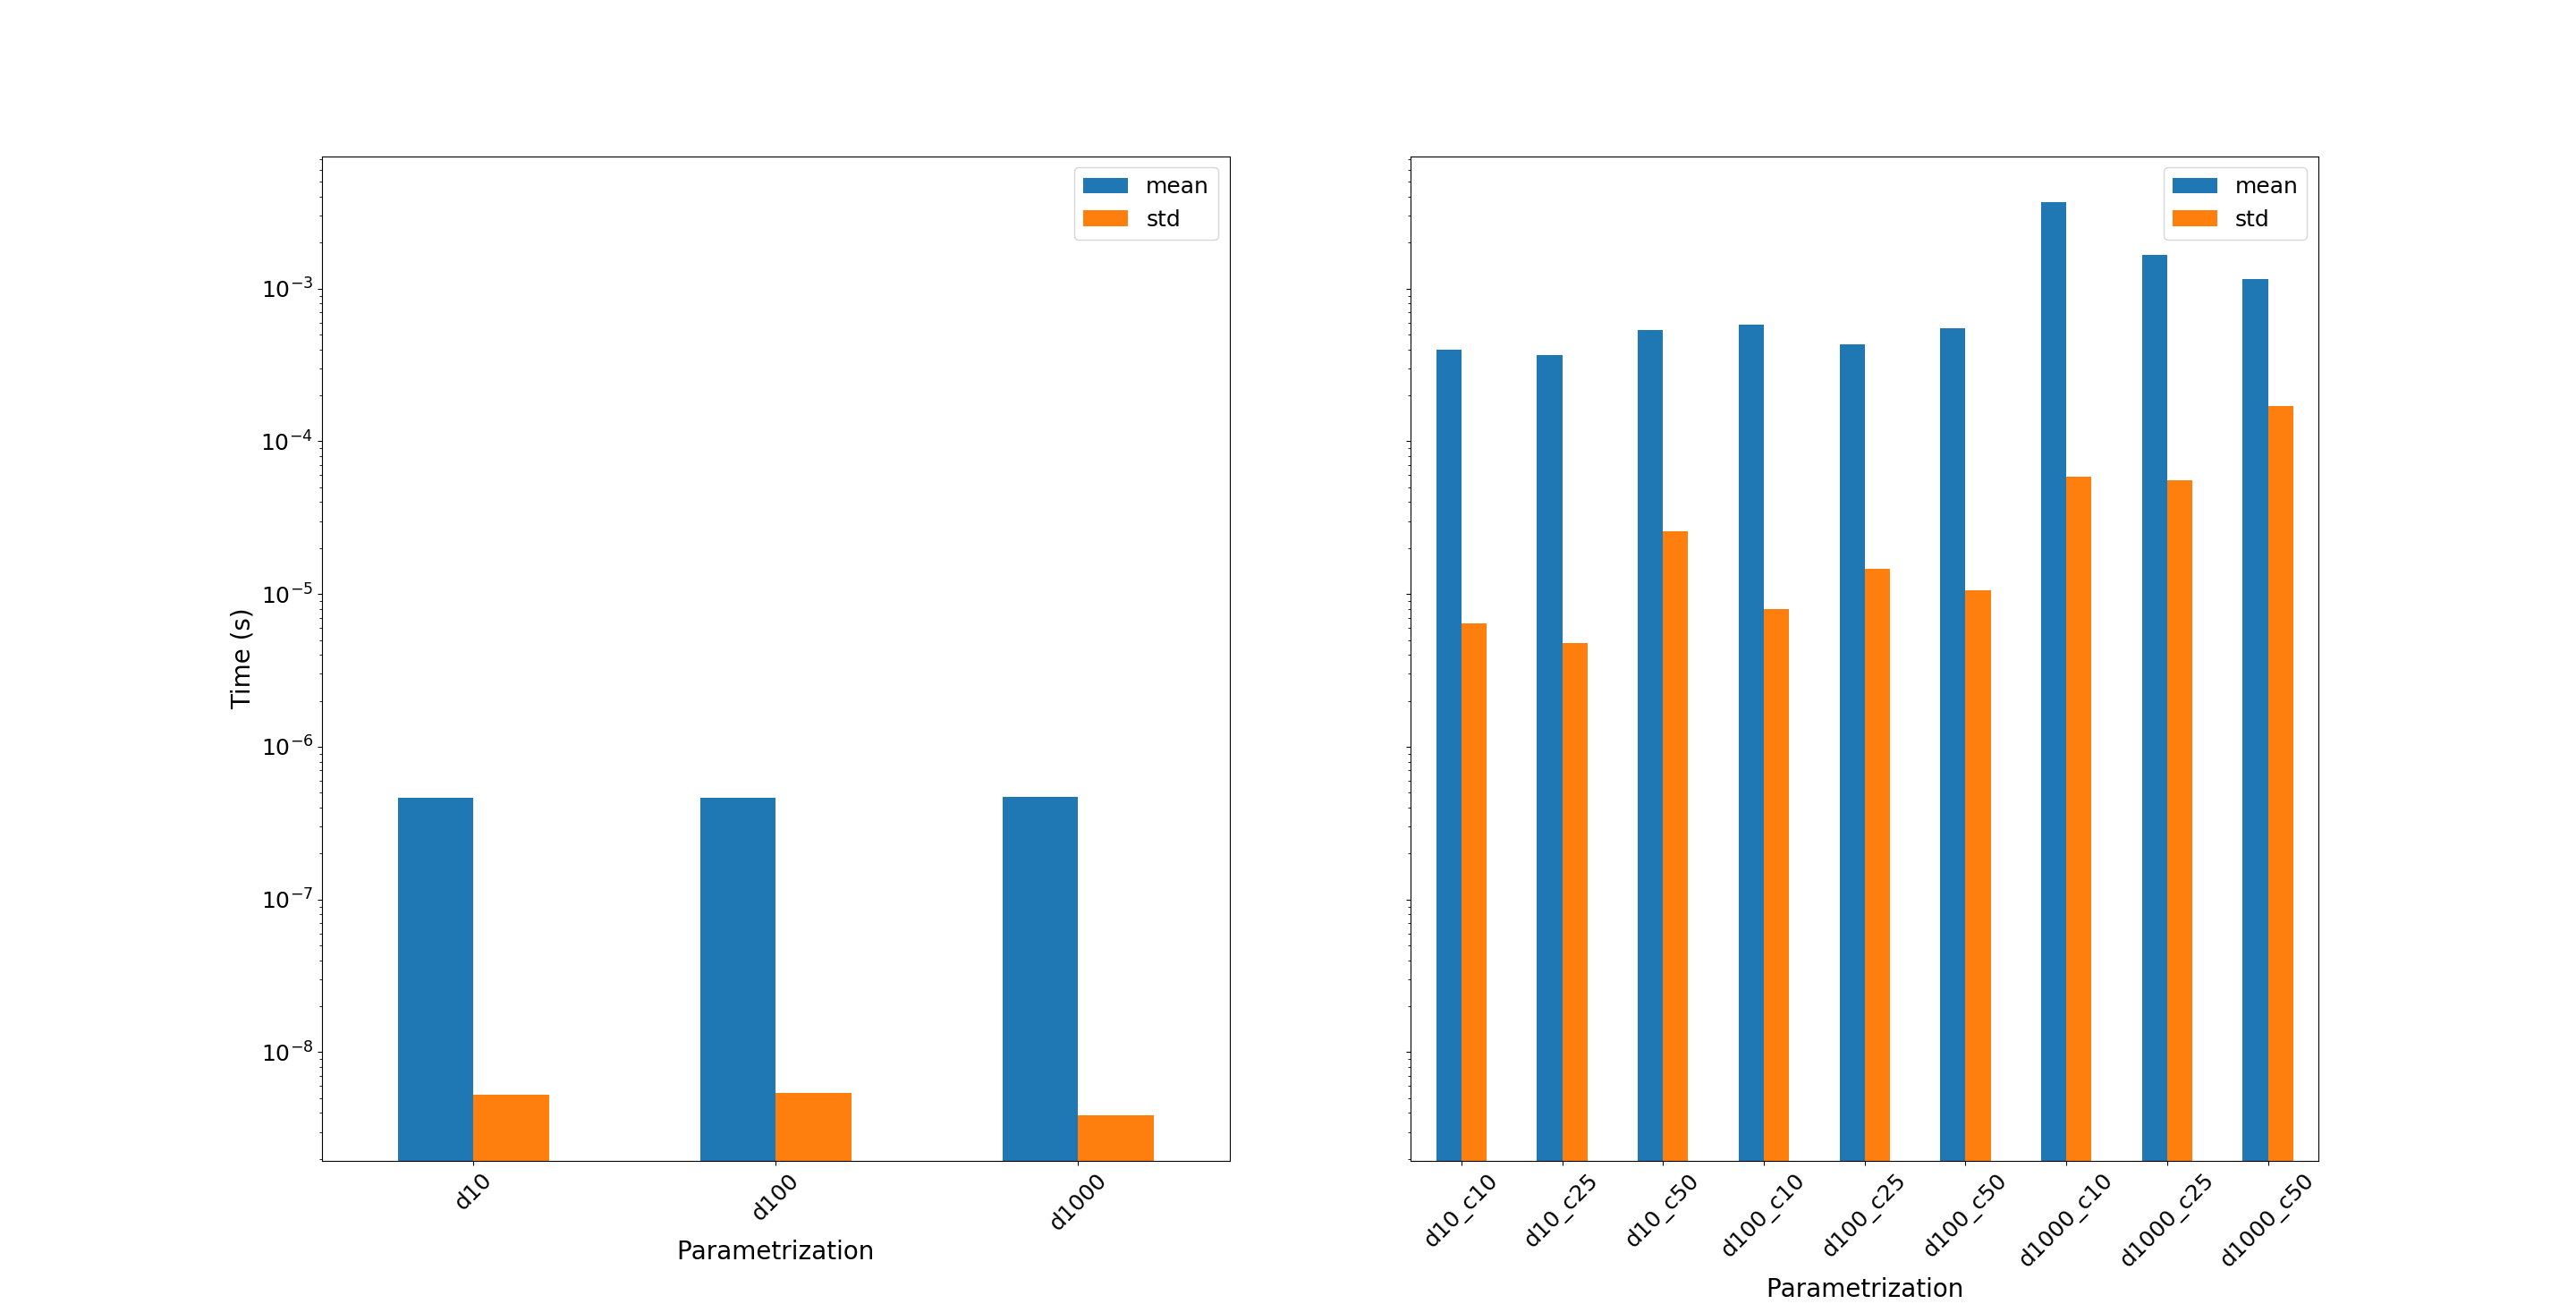 mean
std
10⁻³
10⁻⁴
10⁻⁵
10⁻⁶
10⁻⁷
10⁻⁸
Time (s)
d10
d100
d1000
Parametrization
mean
std
d10_c10
d10_c25
d10_c50
d100_c10
d100_c25
d100_c50
d1000_c10
d1000_c25
d1000_c50
Parametrization